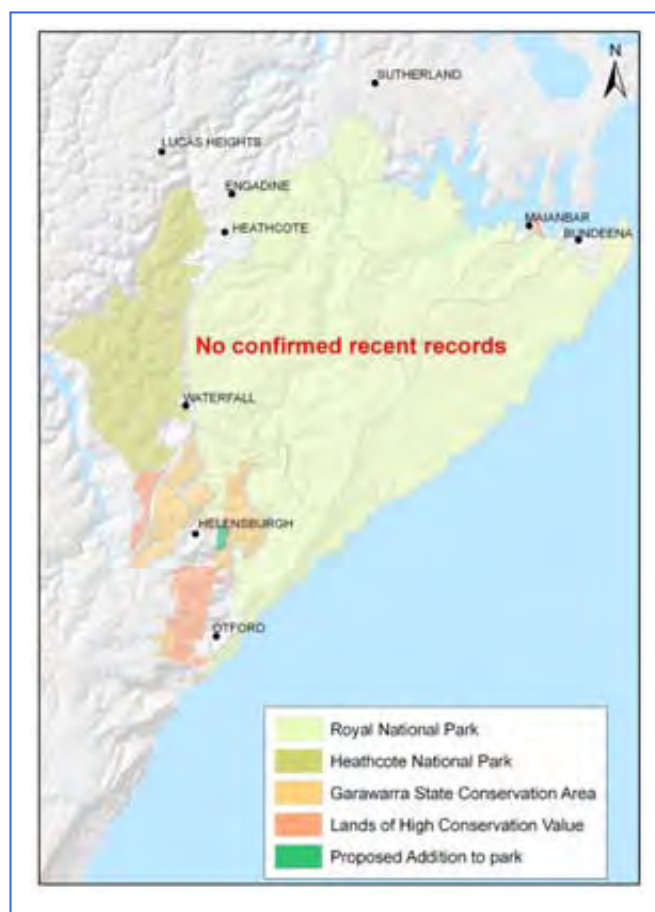 N
SUTHERLAND
LUCAS HEIGHTS
ENGADINE
HEATHCOTE
MAIANBAR
BUNDEENA
No confirmed recent records
WATERFALL
HELENSBURGH
OTFORD
Royal National Park
Heathcote National Park
Garawarra State Conservation Area
Lands of High Conservation Value
Proposed Addition to park